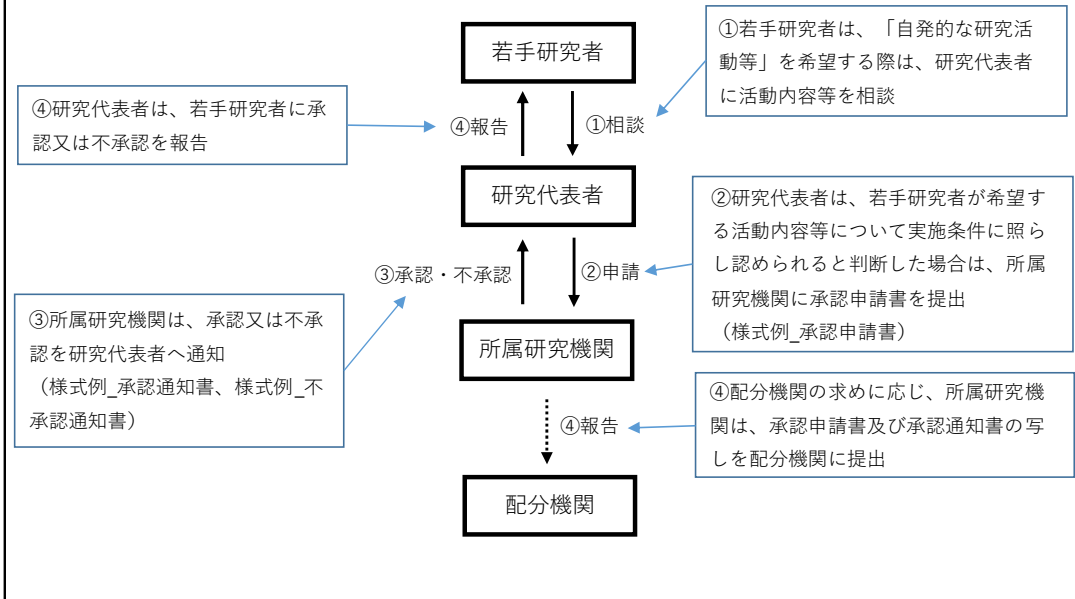 若手研究者
①若手研究者は、「自発的な研究活
動等」を希望する際は、研究代表者
に活動内容等を相談
④研究代表者は、若手研究者に承
認又は不承認を報告
④報告
①相談
研究代表者
②研究代表者は、若手研究者が希望す
る活動内容等について実施条件に照ら
し認められると判断した場合は、所属
研究機関に承認申請書を提出
（様式例_承認申請書）
③承認・不承認
②申請
③所属研究機関は、承認又は不承
認を研究代表者へ通知
（様式例_承認通知書、様式例_不
承認通知書）
所属研究機関
④配分機関の求めに応じ、所属研究機
関は、承認申請書及び承認通知書の写
しを配分機関に提出
④報告
配分機関